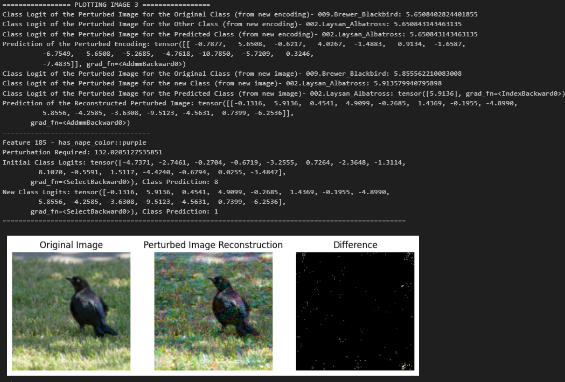 ================= PLOTTING IMAGE 3 =================
Class Logit of the Perturbed Image for the Original Class (from new encoding)- 009.Brewer_Blackbird: 5.6508402824401855
Class Logit of the Perturbed Image for the Other Class (from new encoding)- 002.Laysan_Albatross: 5.650843143463135
Class Logit of the Perturbed Image for the Predicted Class (from new encoding)- 002.Laysan_Albatross: 5.650843143463135
Prediction of the Perturbed Encoding: tensor([[ -0.7877, 5.6508, -0.6217, 4.0267, -1.4883, 0.9134, -1.6587,
-6.7549, 5.6508, -5.2685, -4.7618, -10.7850, -5.7209, 0.3246,
-7.4835]], grad_fn=<AddmmBackward0>)
Class Logit of the Perturbed Image for the Original Class (from new image)- 009.Brewer_Blackbird: 5.855562210083008
Class Logit of the Perturbed Image for the new Class (from new image)- 002.Laysan_Albatross: 5.913579940795898
Class Logit of the Perturbed Image for the Predicted Class (from new image)- 002.Laysan_Albatross: tensor([5.9136], grad_fn=<IndexBackward0>)
Prediction of the Reconstructed Perturbed Image: tensor([[-0.1316, 5.9136, 0.4541, 4.9099, -0.2685, 1.4369, -0.1955, -4.8990,
5.8556, -4.2585, -3.6308, -9.5123, -4.5631, 0.7399, -6.2536]],
grad_fn=<AddmmBackward0>)
----------------------------------
Feature 185 - has_nape_color::purple
Perturbation Required: 132.0205127535851
Initial Class Logits: tensor([-4.7371, -2.7461, -0.2704, -0.6719, -3.2555, 0.7264, -2.3648, -1.3114,
8.1070, -0.5591, 1.5117, -4.4240, -0.6794, 0.0255, -3.4847],
grad_fn=<SelectBackward0>), Class Prediction: 8
New Class Logits: tensor([-0.1316, 5.9136, 0.4541, 4.9099, -0.2685, 1.4369, -0.1955, -4.8990,
5.8556, -4.2585, -3.6308, -9.5123, -4.5631, 0.7399, -6.2536],
grad_fn=<SelectBackward0>), Class Prediction: 1
==========================================================================================
Original Image Perturbed Image Reconstruction Difference